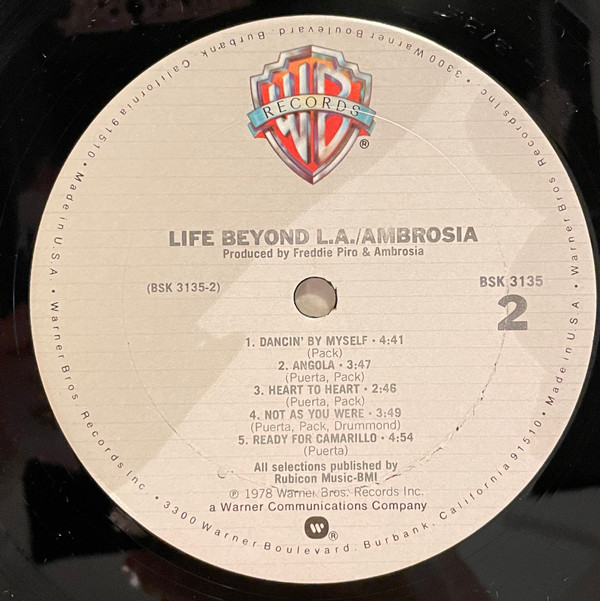 3300 Warner Boulevard. Burbank, California 91510 • Made in U.S.A. • Warner Bros. Records Inc. • 3300 Warner Boulevard. Burbank, California 91510 • Made in U.S.A. • Warner Bros. Records Inc. •
WB
RECORDS
®
LIFE BEYOND L.A./AMBROSIA
Produced by Freddie Piro & Ambrosia
(BSK 3135-2)
BSK 3135
2
1. DANCIN' BY MYSELF • 4:41
(Pack)
2. ANGOLA • 3:47
(Puerta, Pack)
3. HEART TO HEART • 2:46
(Puerta, Pack)
4. NOT AS YOU WERE • 3:49
(Puerta, Pack, Drummond)
5. READY FOR CAMARILLO • 4:54
(Puerta)
All selections published by
Rubicon Music-BMI
℗ 1978 Warner Bros. Records Inc.
a Warner Communications Company
®